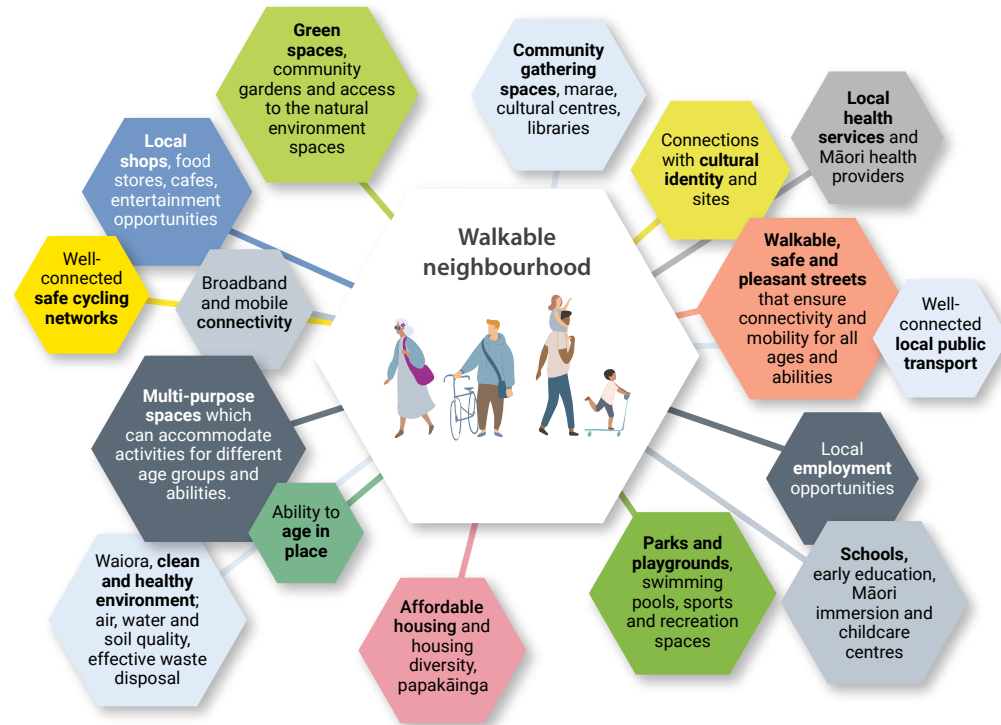 Green
spaces,
community
gardens and access
to the natural
environment
spaces
Community
gathering
spaces, marae,
cultural centres,
libraries
Local
health
services and
Māori health
providers
Connections
with cultural
identity and
sites
Local
shops, food
stores, cafes,
entertainment
opportunities
Walkable
neighbourhood
Walkable,
safe and
pleasant streets
that ensure
connectivity and
mobility for all
ages and
abilities
Well-
connected
safe cycling
networks
Broadband
and mobile
connectivity
Well-
connected
local public
transport
Multi-purpose
spaces which
can accommodate
activities for different
age groups and
abilities.
Local
employment
opportunities
Ability to
age in
place
Waiora, clean
and healthy
environment;
air, water and
soil quality,
effective waste
disposal
Affordable
housing and
housing
diversity,
papakāinga
Parks and
playgrounds,
swimming
pools, sports
and recreation
spaces
Schools,
early education,
Māori
immersion and
childcare
centres